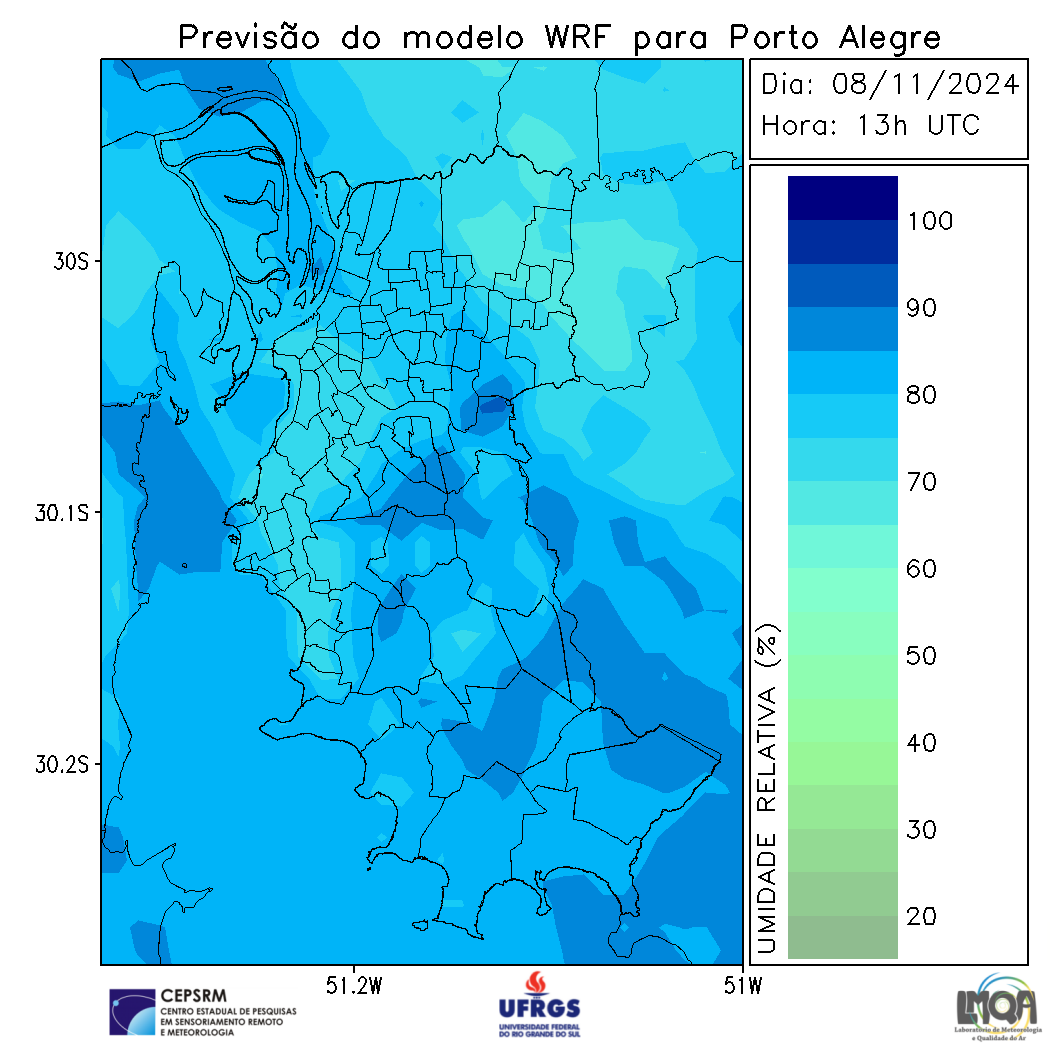 Previsão do modelo WRF para Porto Alegre
Dia: 08/11/2024
Hora: 13h UTC
30S
30.1S
30.2S
51.2W
51W
100
90
80
70
60
50
40
30
20
UMIDADE RELATIVA (%)
CEPSRM
CENTRO ESTADUAL DE PESQUISAS
EM SENSORIAMENTO REMOTO
E METEOROLOGIA
UFRGS
UNIVERSIDADE FEDERAL
DO RIO GRANDE DO SUL
LMQA
Laboratório de Meteorologia
e Qualidade do Ar